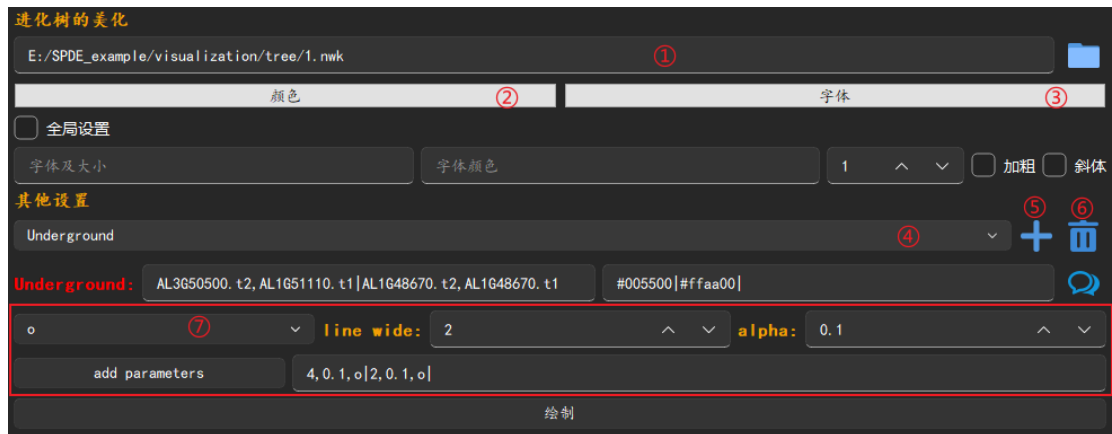 进化树的美化
E:/SPDE_example/visualization/tree/1.nwk ①
颜色 ② 字体 ③
全局设置
字体及大小 字体颜色 1 加粗 斜体
其他设置 ⑤ ⑥
Underground ④
Underground: AL3G50500.t2,AL1G51110.t1|AL1G48670.t2,AL1G48670.t1 #005500|#ffaa00|
o ⑦ line wide: 2 alpha: 0.1
add parameters 4,0.1,o|2,0.1,o|
绘制